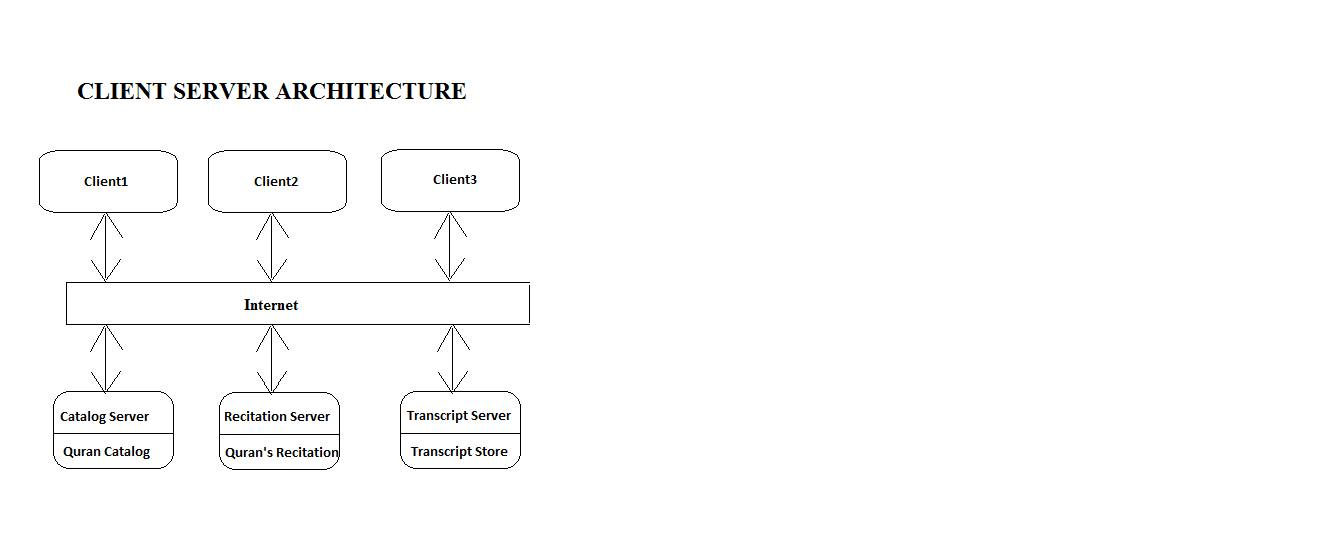 CLIENT SERVER ARCHITECTURE
Client1
Client2
Client3
Internet
Catalog Server
Quran Catalog
Recitation Server
Quran's Recitation
Transcript Server
Transcript Store